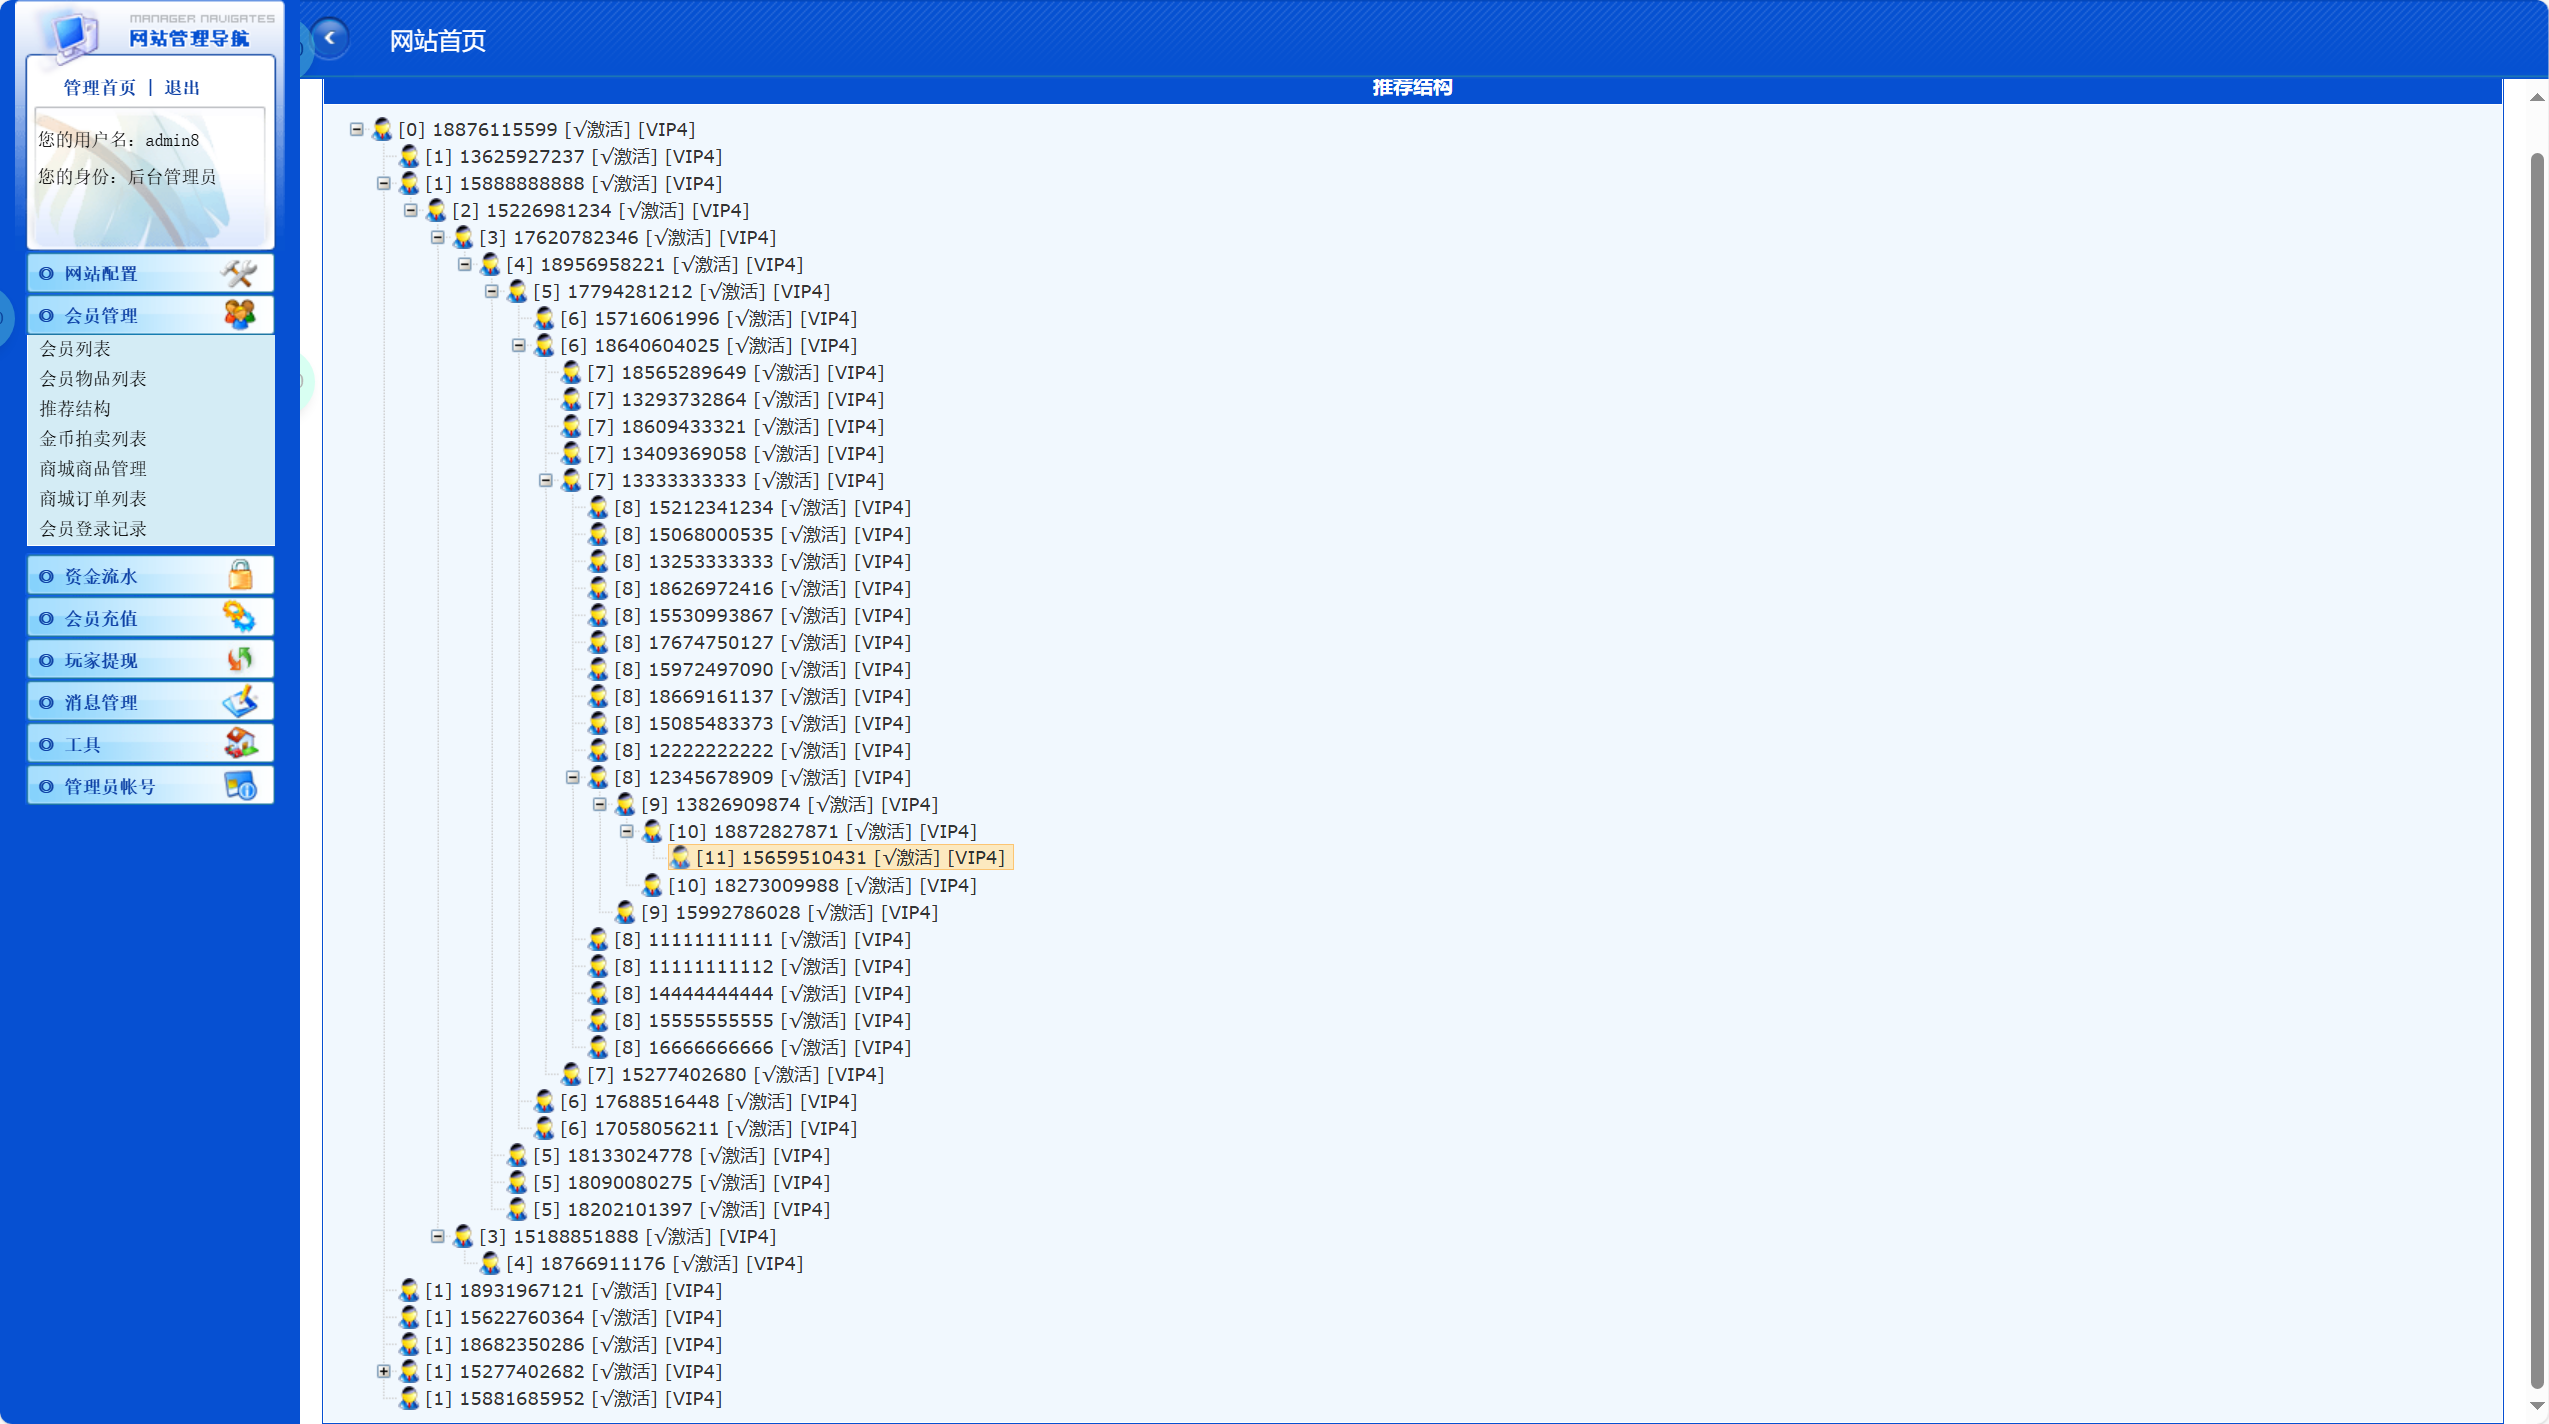 MANAGER NAVIGATES
网站管理导航
管理首页 | 退出
您的用户名：admin8
您的身份：后台管理员
网站配置
会员管理
会员列表
会员物品列表
推荐结构
金币拍卖列表
商城商品管理
商城订单列表
会员登录记录
资金流水
会员充值
玩家提现
消息管理
工具
管理员帐号
网站首页
推荐结构
[0] 18876115599 [√激活] [VIP4]
[1] 13625927237 [√激活] [VIP4]
[1] 15888888888 [√激活] [VIP4]
[2] 15226981234 [√激活] [VIP4]
[3] 17620782346 [√激活] [VIP4]
[4] 18956958221 [√激活] [VIP4]
[5] 17794281212 [√激活] [VIP4]
[6] 15716061996 [√激活] [VIP4]
[6] 18640604025 [√激活] [VIP4]
[7] 18565289649 [√激活] [VIP4]
[7] 13293732864 [√激活] [VIP4]
[7] 18609433321 [√激活] [VIP4]
[7] 13409369058 [√激活] [VIP4]
[7] 13333333333 [√激活] [VIP4]
[8] 15212341234 [√激活] [VIP4]
[8] 15068000535 [√激活] [VIP4]
[8] 13253333333 [√激活] [VIP4]
[8] 18626972416 [√激活] [VIP4]
[8] 15530993867 [√激活] [VIP4]
[8] 17674750127 [√激活] [VIP4]
[8] 15972497090 [√激活] [VIP4]
[8] 18669161137 [√激活] [VIP4]
[8] 15085483373 [√激活] [VIP4]
[8] 12222222222 [√激活] [VIP4]
[8] 12345678909 [√激活] [VIP4]
[9] 13826909874 [√激活] [VIP4]
[10] 18872827871 [√激活] [VIP4]
[11] 15659510431 [√激活] [VIP4]
[10] 18273009988 [√激活] [VIP4]
[9] 15992786028 [√激活] [VIP4]
[8] 11111111111 [√激活] [VIP4]
[8] 11111111112 [√激活] [VIP4]
[8] 14444444444 [√激活] [VIP4]
[8] 15555555555 [√激活] [VIP4]
[8] 16666666666 [√激活] [VIP4]
[7] 15277402680 [√激活] [VIP4]
[6] 17688516448 [√激活] [VIP4]
[6] 17058056211 [√激活] [VIP4]
[5] 18133024778 [√激活] [VIP4]
[5] 18090080275 [√激活] [VIP4]
[5] 18202101397 [√激活] [VIP4]
[3] 15188851888 [√激活] [VIP4]
[4] 18766911176 [√激活] [VIP4]
[1] 18931967121 [√激活] [VIP4]
[1] 15622760364 [√激活] [VIP4]
[1] 18682350286 [√激活] [VIP4]
[1] 15277402682 [√激活] [VIP4]
[1] 15881685952 [√激活] [VIP4]